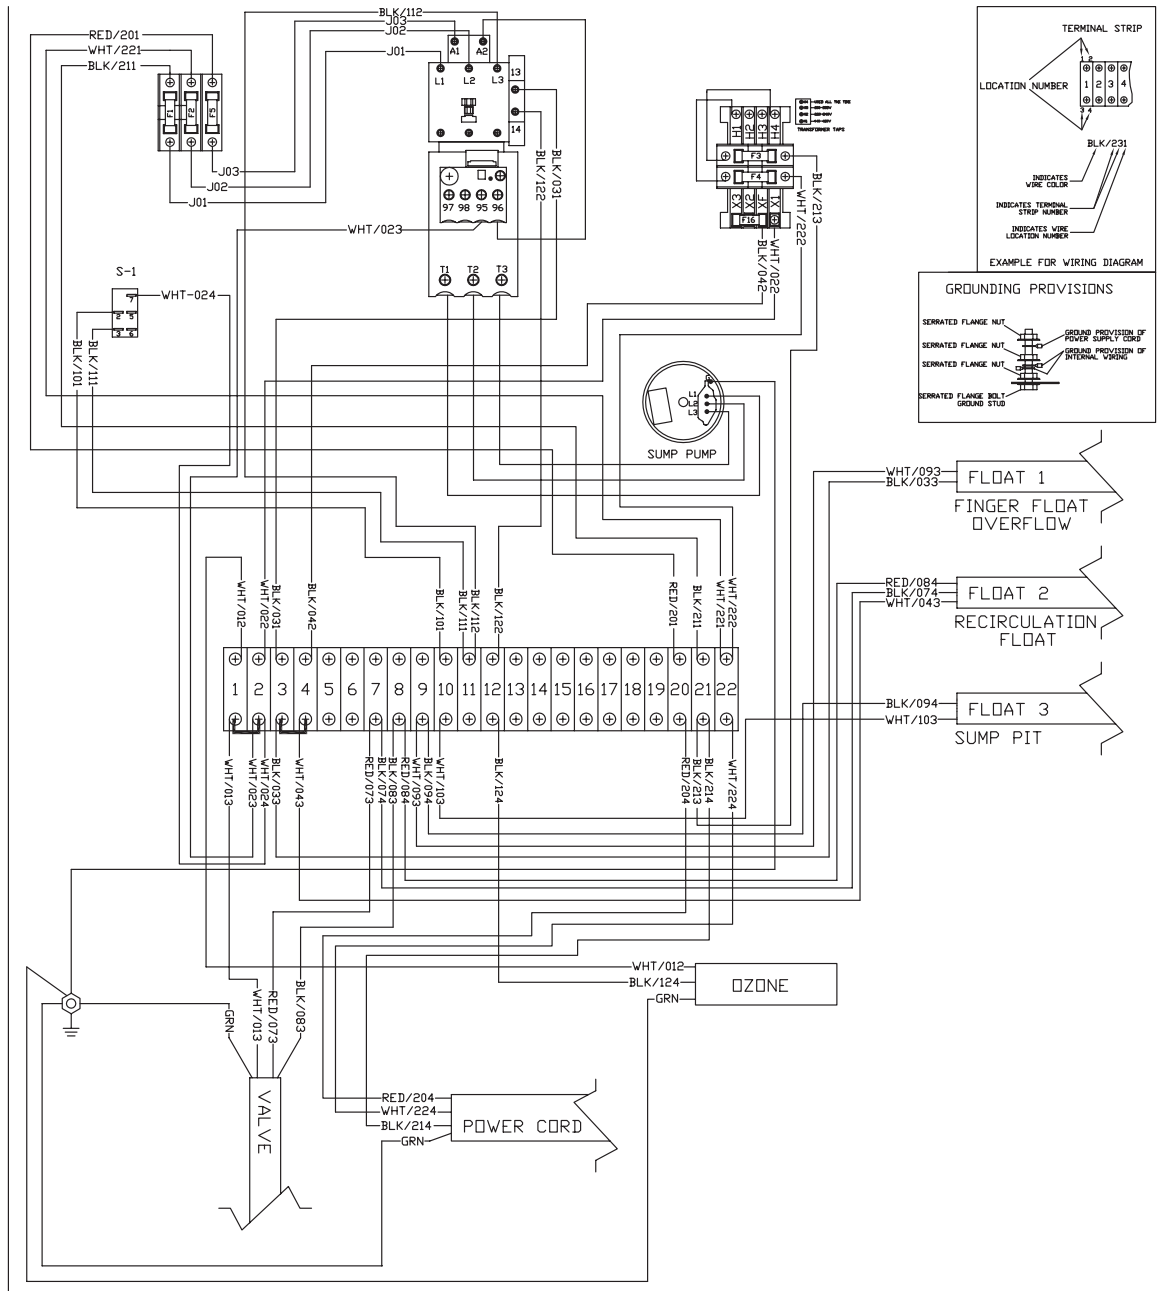 BLK/112
RED/201
J03
J02
WHT/221
J01
BLK/211
A1
A2
L1
L2
L3
13
14
F1
F2
F5
J03
J02
J01
BLK/122
BLK/031
97
98
95
96
WHT/023
T1
T2
T3
S-1
7
2
5
3
6
WHT-024
BLK/101
BLK/111
H1
H2
H3
H4
F3
F4
X3
X2
XF
X1
F16
TRANSFORMER TAPS
BLK/213
WHT/222
WHT/022
BLK/042
L1
L2
L3
SUMP PUMP
TERMINAL STRIP
1
2
LOCATION NUMBER
1
2
3
4
3
4
BLK/231
INDICATES
WIRE COLOR
INDICATES TERMINAL
STRIP NUMBER
INDICATES WIRE
LOCATION NUMBER
EXAMPLE FOR WIRING DIAGRAM
GROUNDING PROVISIONS
SERRATED FLANGE NUT
GROUND PROVISION OF
POWER SUPPLY CORD
SERRATED FLANGE NUT
GROUND PROVISION OF
INTERNAL WIRING
SERRATED FLANGE NUT
SERRATED FLANGE BOLT
GROUND STUD
WHT/093
BLK/033
FLOAT 1
FINGER FLOAT
OVERFLOW
RED/084
BLK/074
WHT/043
FLOAT 2
RECIRCULATION
FLOAT
BLK/094
WHT/103
FLOAT 3
SUMP PIT
WHT/012
WHT/022
BLK/031
BLK/042
BLK/101
BLK/111
BLK/112
BLK/122
RED/201
BLK/211
WHT/221
WHT/222
1
2
3
4
5
6
7
8
9
10
11
12
13
14
15
16
17
18
19
20
21
22
WHT/013
WHT/023
WHT/024
BLK/033
WHT/043
RED/073
BLK/074
BLK/083
RED/084
WHT/093
BLK/094
WHT/103
BLK/124
RED/204
BLK/213
BLK/214
WHT/224
WHT/012
BLK/124
GRN
OZONE
GRN
WHT/013
RED/073
BLK/083
VALVE
RED/204
WHT/224
BLK/214
GRN
POWER CORD